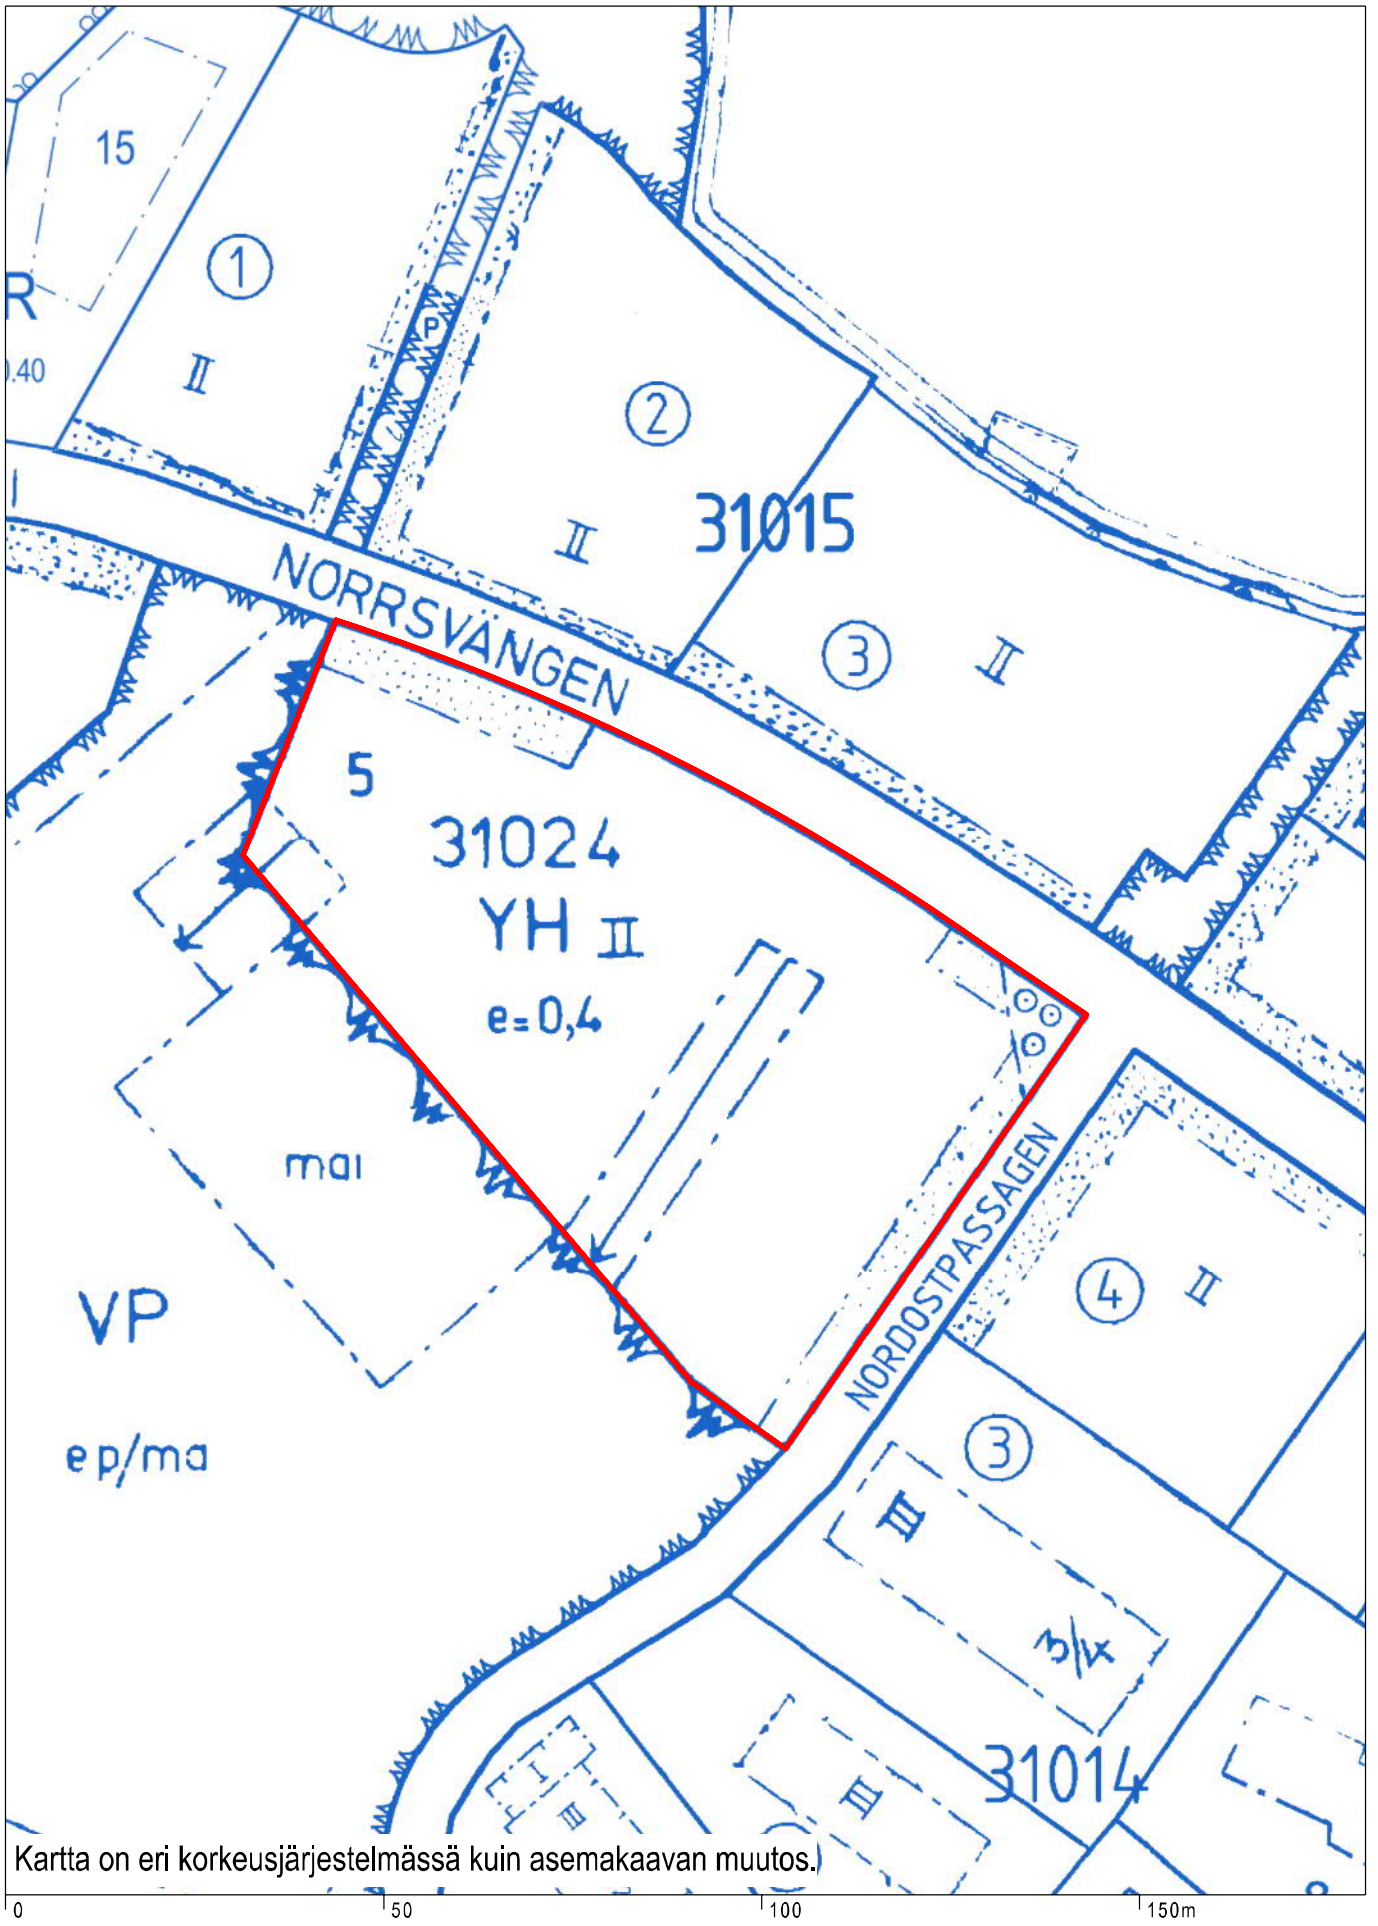 15
1
R
0.40
II
P
2
II
31015
NORRSVÄNGEN
3
II
5
31024
YH II
e=0,4
mai
NORDOSTPASSAGEN
VP
4
II
ep/ma
3
III
3/4
31014
I
III
III
Kartta on eri korkeusjärjestelmässä kuin asemakaavan muutos.
0
50
100
150m